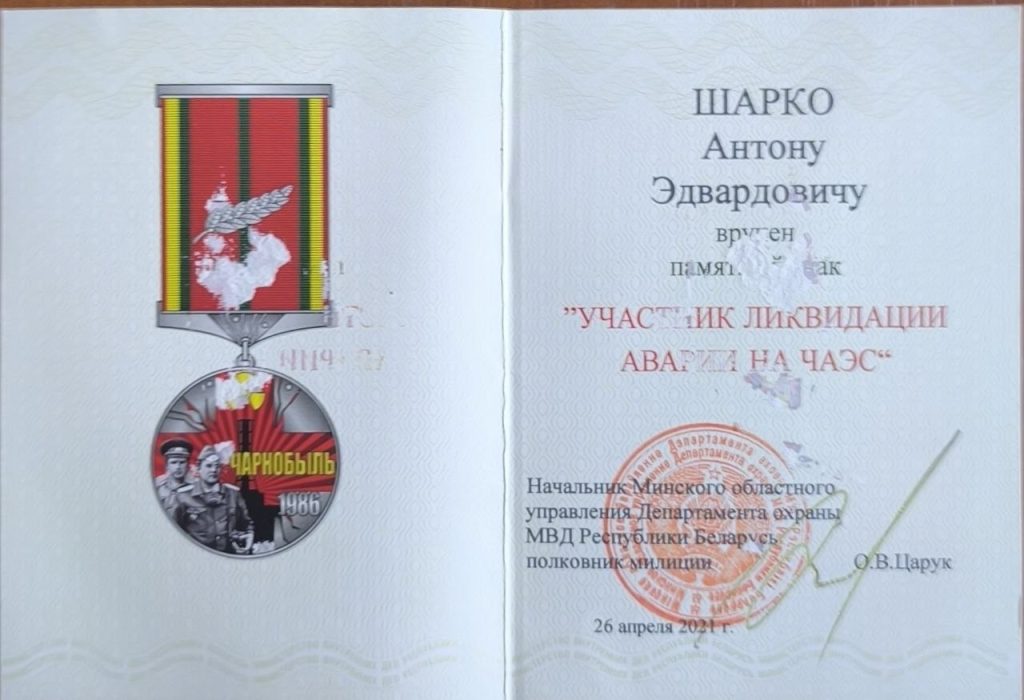 ЧАРНОБЫЛЬ
1986
ШАРКО
Антону
Эдвардовичу
"УЧАСТНИК ЛИКВИДАЦИИ
АВАРИИ НА ЧАЭС“
Начальник Минского областного
управления Департамента охраны
МВД Республики Беларусь
полковник милиции О.В.Царук
26 апреля 2021 г.